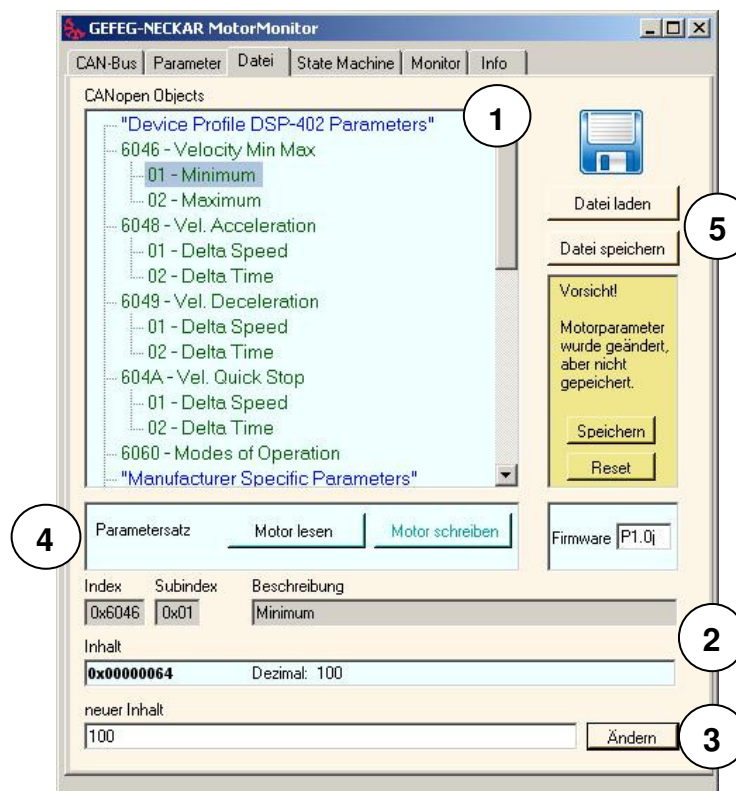 GEFEG-NECKAR MotorMonitor
CAN-Bus Parameter Datei State Machine Monitor Info
CANopen Objects
1
"Device Profile DSP-402 Parameters"
6046 - Velocity Min Max
01 - Minimum
02 - Maximum
6048 - Vel. Acceleration
01 - Delta Speed
02 - Delta Time
6049 - Vel. Deceleration
01 - Delta Speed
02 - Delta Time
604A - Vel. Quick Stop
01 - Delta Speed
02 - Delta Time
6060 - Modes of Operation
"Manufacturer Specific Parameters"
Datei laden
5
Datei speichern
Vorsicht!
Motorparameter
wurde geändert,
aber nicht
gepeichert.
Speichern
Reset
4
Parametersatz Motor lesen Motor schreiben
Firmware P1.0j
Index Subindex Beschreibung
0x6046 0x01 Minimum
2
Inhalt
0x00000064 Dezimal: 100
neuer Inhalt
100 Ändern
3